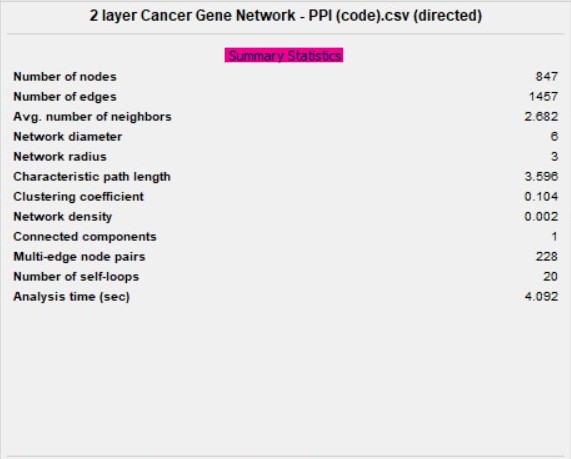 2 layer Cancer Gene Network - PPI (code).csv (directed)
Summary Statistics
Number of nodes 847
Number of edges 1457
Avg. number of neighbors 2.682
Network diameter 6
Network radius 3
Characteristic path length 3.596
Clustering coefficient 0.104
Network density 0.002
Connected components 1
Multi-edge node pairs 228
Number of self-loops 20
Analysis time (sec) 4.092